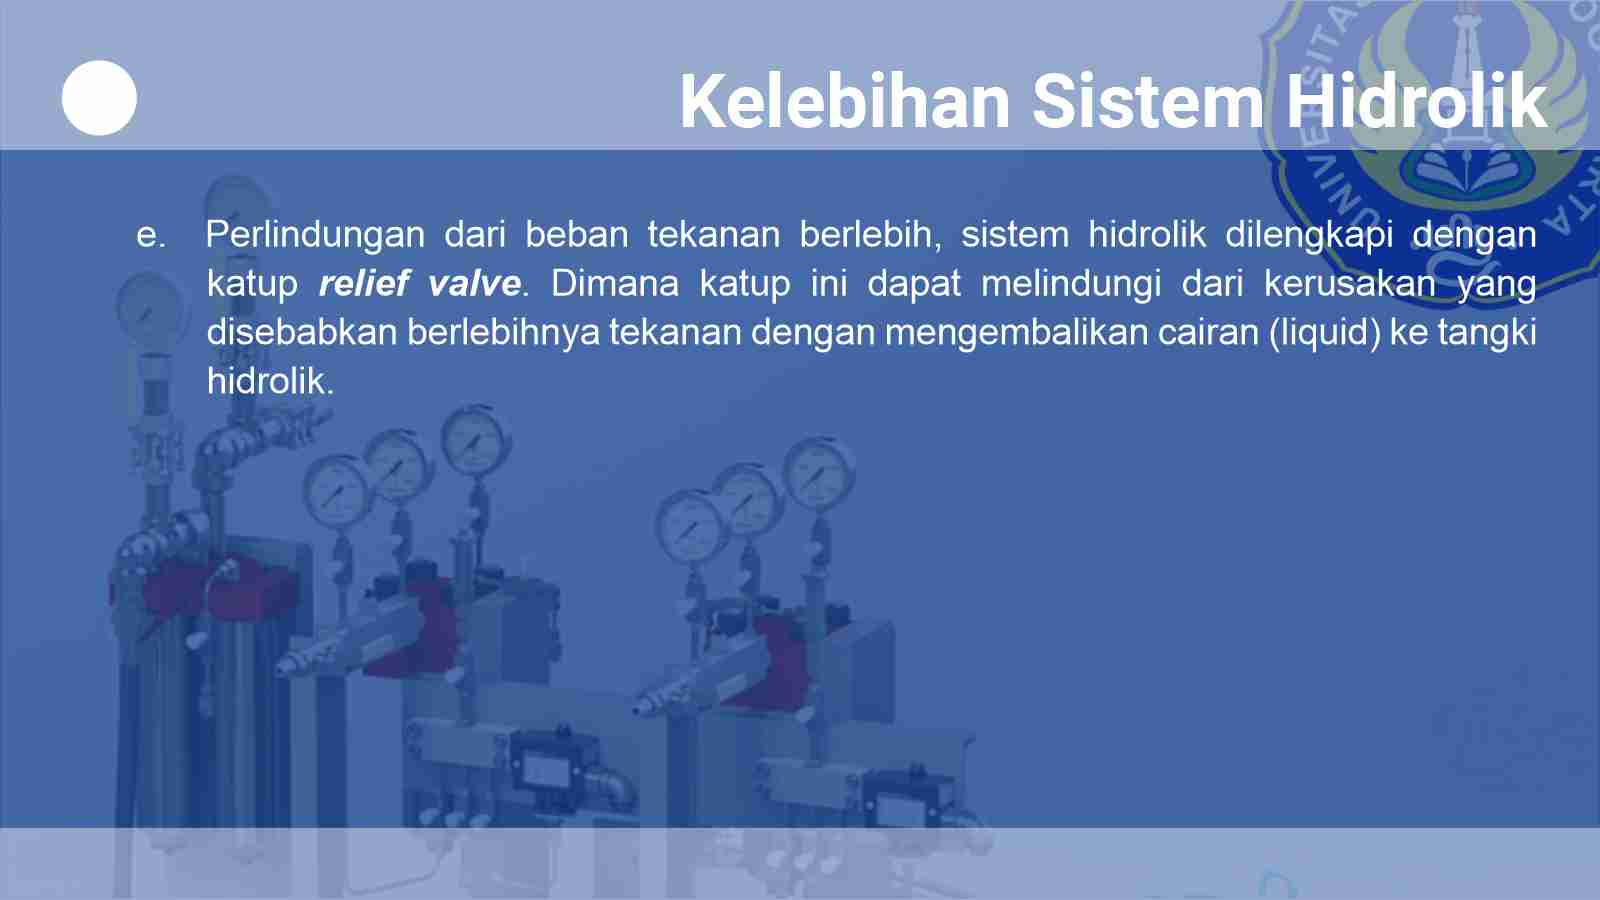 Kelebihan Sistem Hidrolik
e. Perlindungan dari beban tekanan berlebih, sistem hidrolik dilengkapi dengan
katup relief valve. Dimana katup ini dapat melindungi dari kerusakan yang
disebabkan berlebihnya tekanan dengan mengembalikan cairan (liquid) ke tangki
hidrolik.